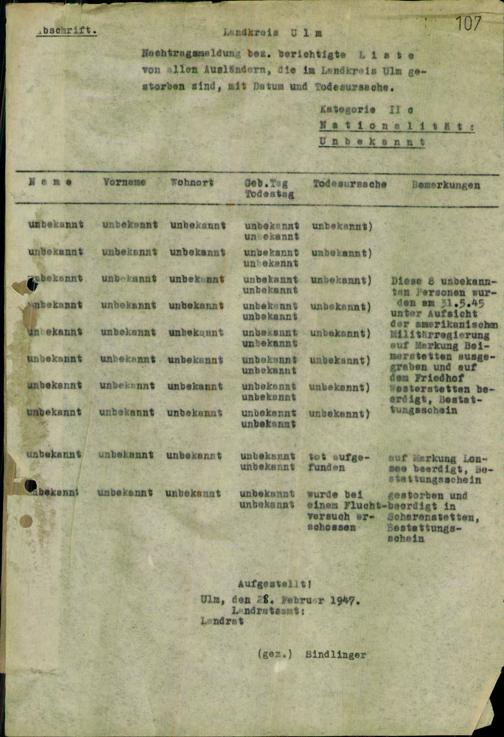 107
Abschrift.
Landkreis Ulm
Nachtragsmeldung bez. berichtigte Liste
von allen Ausländern, die im Landkreis Ulm ge-
storben sind, mit Datum und Todesursache.
Kategorie II c
Nationalität:
Unbekannt
Name Vorname Wohnort Geb.Tag Todesursache Bemerkungen
Todestag
unbekannt unbekannt unbekannt unbekannt unbekannt)
unbekannt
unbekannt unbekannt unbekannt unbekannt unbekannt)
unbekannt
unbekannt unbekannt unbekannt unbekannt unbekannt) Diese 8 unbekann-
unbekannt ten Personen wur-
unbekannt unbekannt unbekannt unbekannt unbekannt) den am 31.5.45
unbekannt unter Aufsicht
der amerikanischen
unbekannt unbekannt unbekannt unbekannt unbekannt) Militärregierung
unbekannt auf Markung Bei-
unbekannt unbekannt unbekannt unbekannt unbekannt) merstetten ausge-
unbekannt graben und auf
dem Friedhof
unbekannt unbekannt unbekannt unbekannt unbekannt) Westerstetten be-
unbekannt erdigt, Bestat-
unbekannt unbekannt unbekannt unbekannt unbekannt) tungsschein
unbekannt
unbekannt unbekannt unbekannt unbekannt tot aufge- auf Markung Lon-
unbekannt funden see beerdigt, Be-
stattungsschein
unbekannt unbekannt unbekannt unbekannt wurde bei gestorben und
unbekannt einem Flucht-beerdigt in
versuch er- Scharenstetten,
schossen Bestattungs-
schein
Aufgestellt!
Ulm, den 28. Februar 1947.
Landratsamt:
Landrat
(gez.) Sindlinger